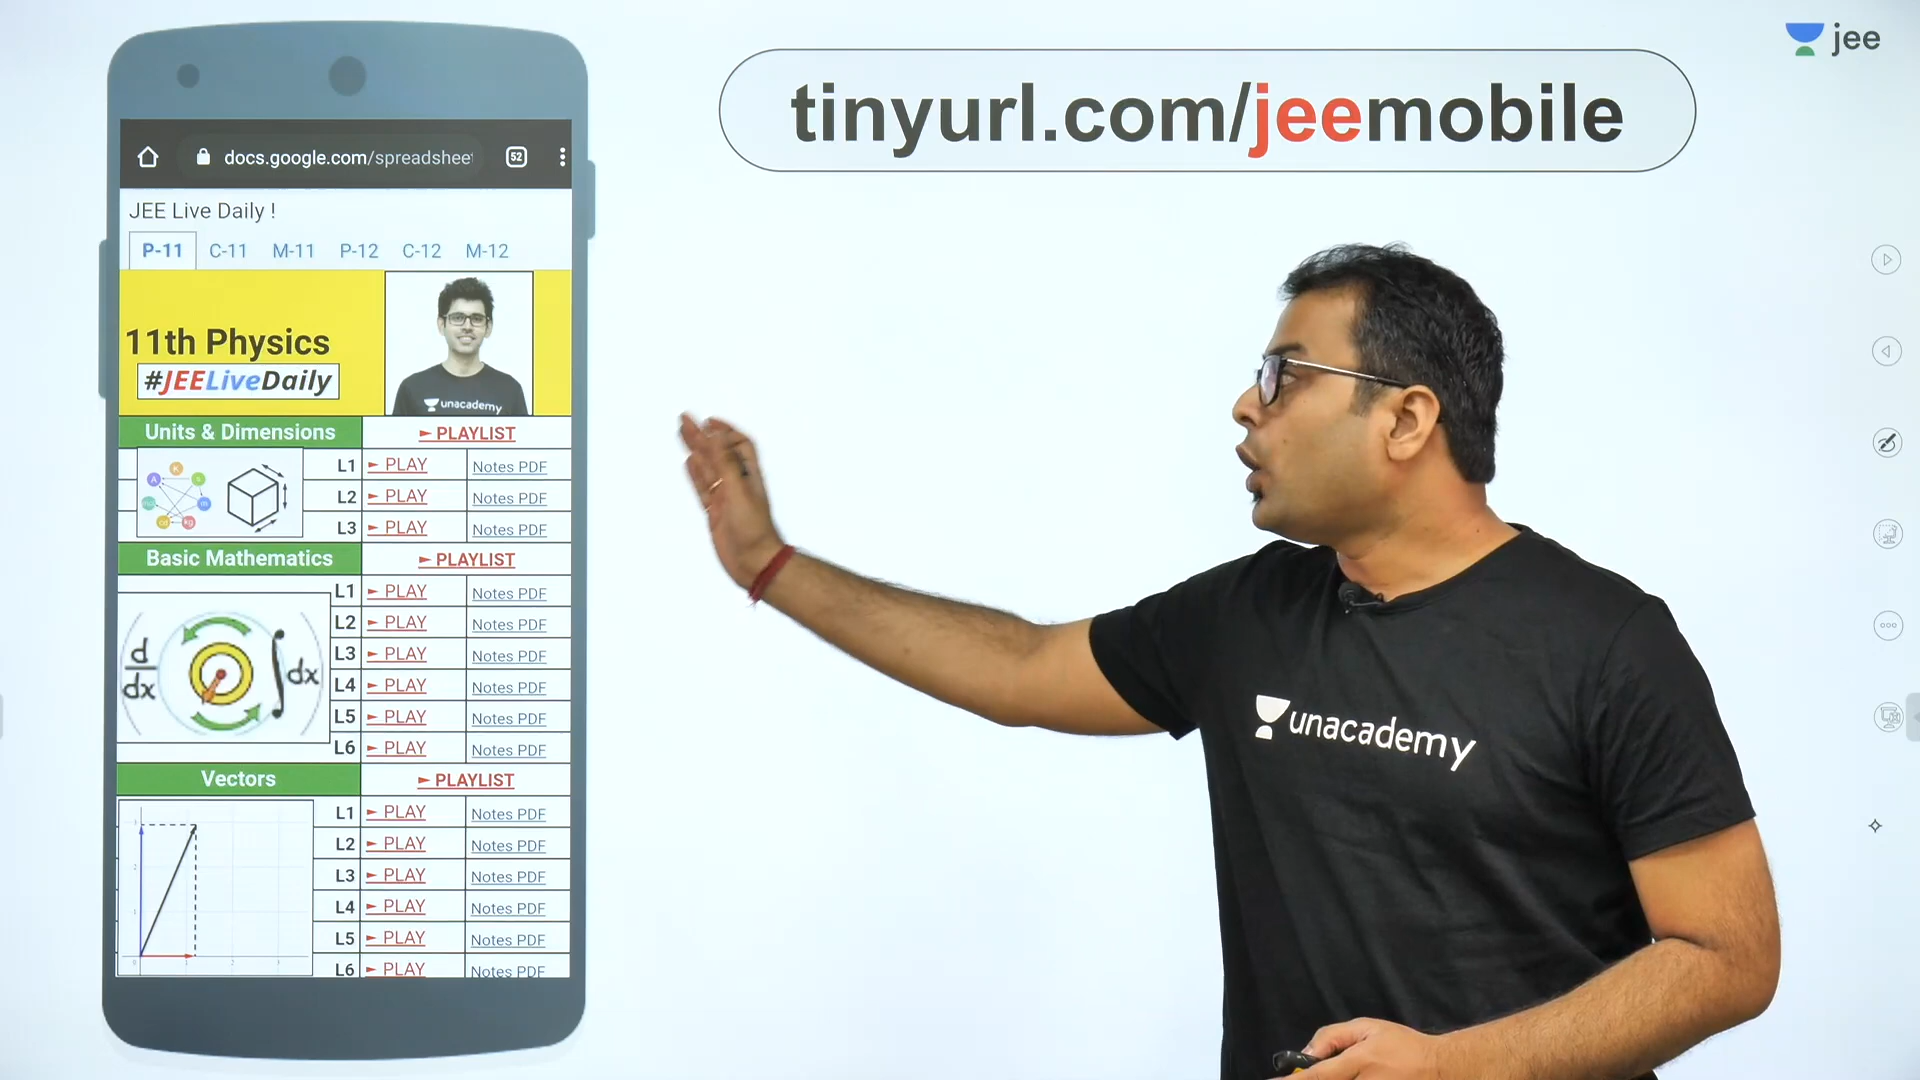 jee
tinyurl.com/jeemobile
docs.google.com/spreadshee
52
JEE Live Daily !
P-11 C-11 M-11 P-12 C-12 M-12
11th Physics
#JEELiveDaily
unacademy
Units & Dimensions ► PLAYLIST
L1 ► PLAY Notes PDF
L2 ► PLAY Notes PDF
L3 ► PLAY Notes PDF
Basic Mathematics ► PLAYLIST
L1 ► PLAY Notes PDF
L2 ► PLAY Notes PDF
L3 ► PLAY Notes PDF
L4 ► PLAY Notes PDF
L5 ► PLAY Notes PDF
L6 ► PLAY Notes PDF
d/dx ∫dx
Vectors ► PLAYLIST
L1 ► PLAY Notes PDF
L2 ► PLAY Notes PDF
L3 ► PLAY Notes PDF
L4 ► PLAY Notes PDF
L5 ► PLAY Notes PDF
L6 ► PLAY Notes PDF
unacademy